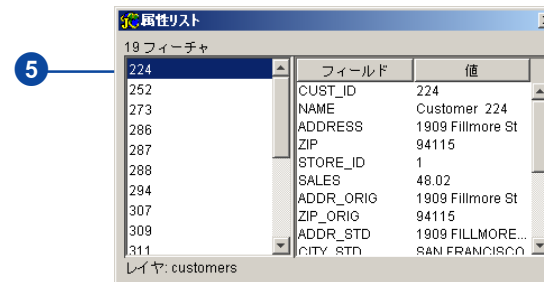 属性リスト
19 フィーチャ
5
224
252
273
286
287
288
294
307
309
311
フィールド 値
CUST_ID 224
NAME Customer 224
ADDRESS 1909 Fillmore St
ZIP 94115
STORE_ID 1
SALES 48.02
ADDR_ORIG 1909 Fillmore St
ZIP_ORIG 94115
ADDR_STD 1909 FILLMORE...
CITY_STD SAN FRANCISCO
レイヤ: customers